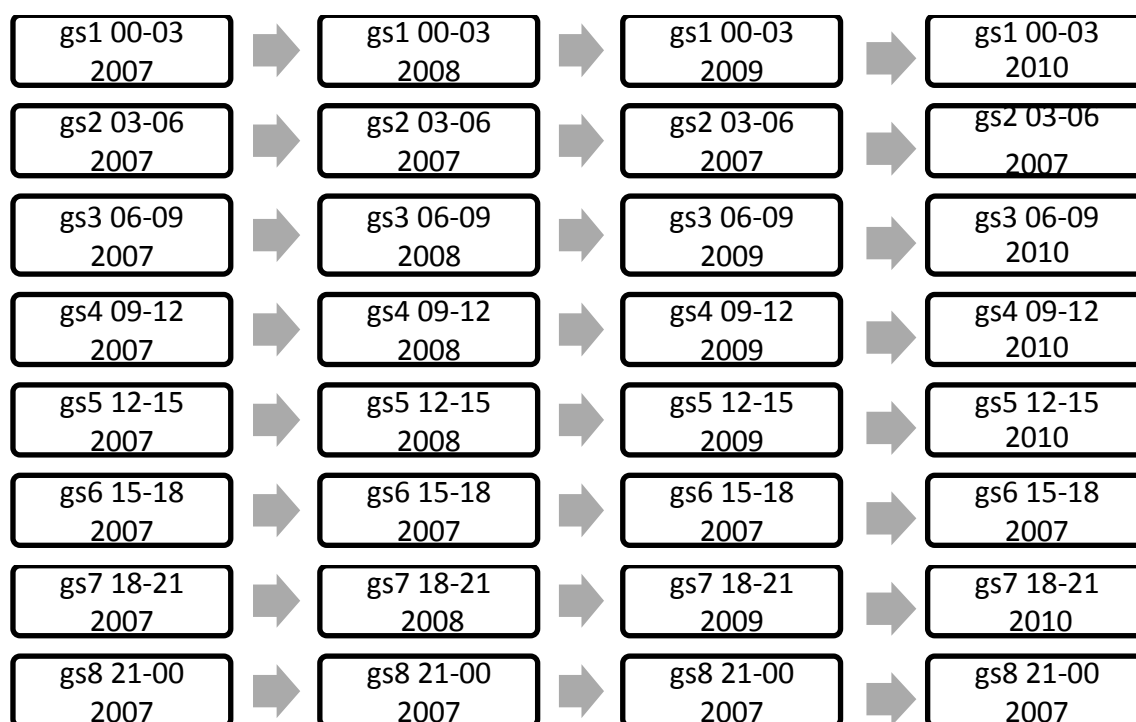 gs1 00-03
2007
gs1 00-03
2008
gs1 00-03
2009
gs1 00-03
2010
gs2 03-06
2007
gs2 03-06
2007
gs2 03-06
2007
gs2 03-06
2007
gs3 06-09
2007
gs3 06-09
2008
gs3 06-09
2009
gs3 06-09
2010
gs4 09-12
2007
gs4 09-12
2008
gs4 09-12
2009
gs4 09-12
2010
gs5 12-15
2007
gs5 12-15
2008
gs5 12-15
2009
gs5 12-15
2010
gs6 15-18
2007
gs6 15-18
2007
gs6 15-18
2007
gs6 15-18
2007
gs7 18-21
2007
gs7 18-21
2008
gs7 18-21
2009
gs7 18-21
2010
gs8 21-00
2007
gs8 21-00
2007
gs8 21-00
2007
gs8 21-00
2007